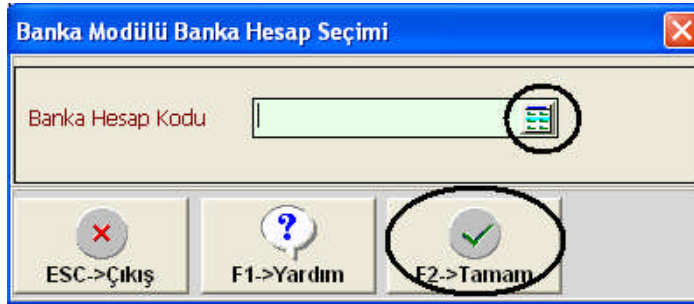 Banka Modülü Banka Hesap Seçimi
Banka Hesap Kodu
ESC->Çıkış F1->Yardım F2->Tamam